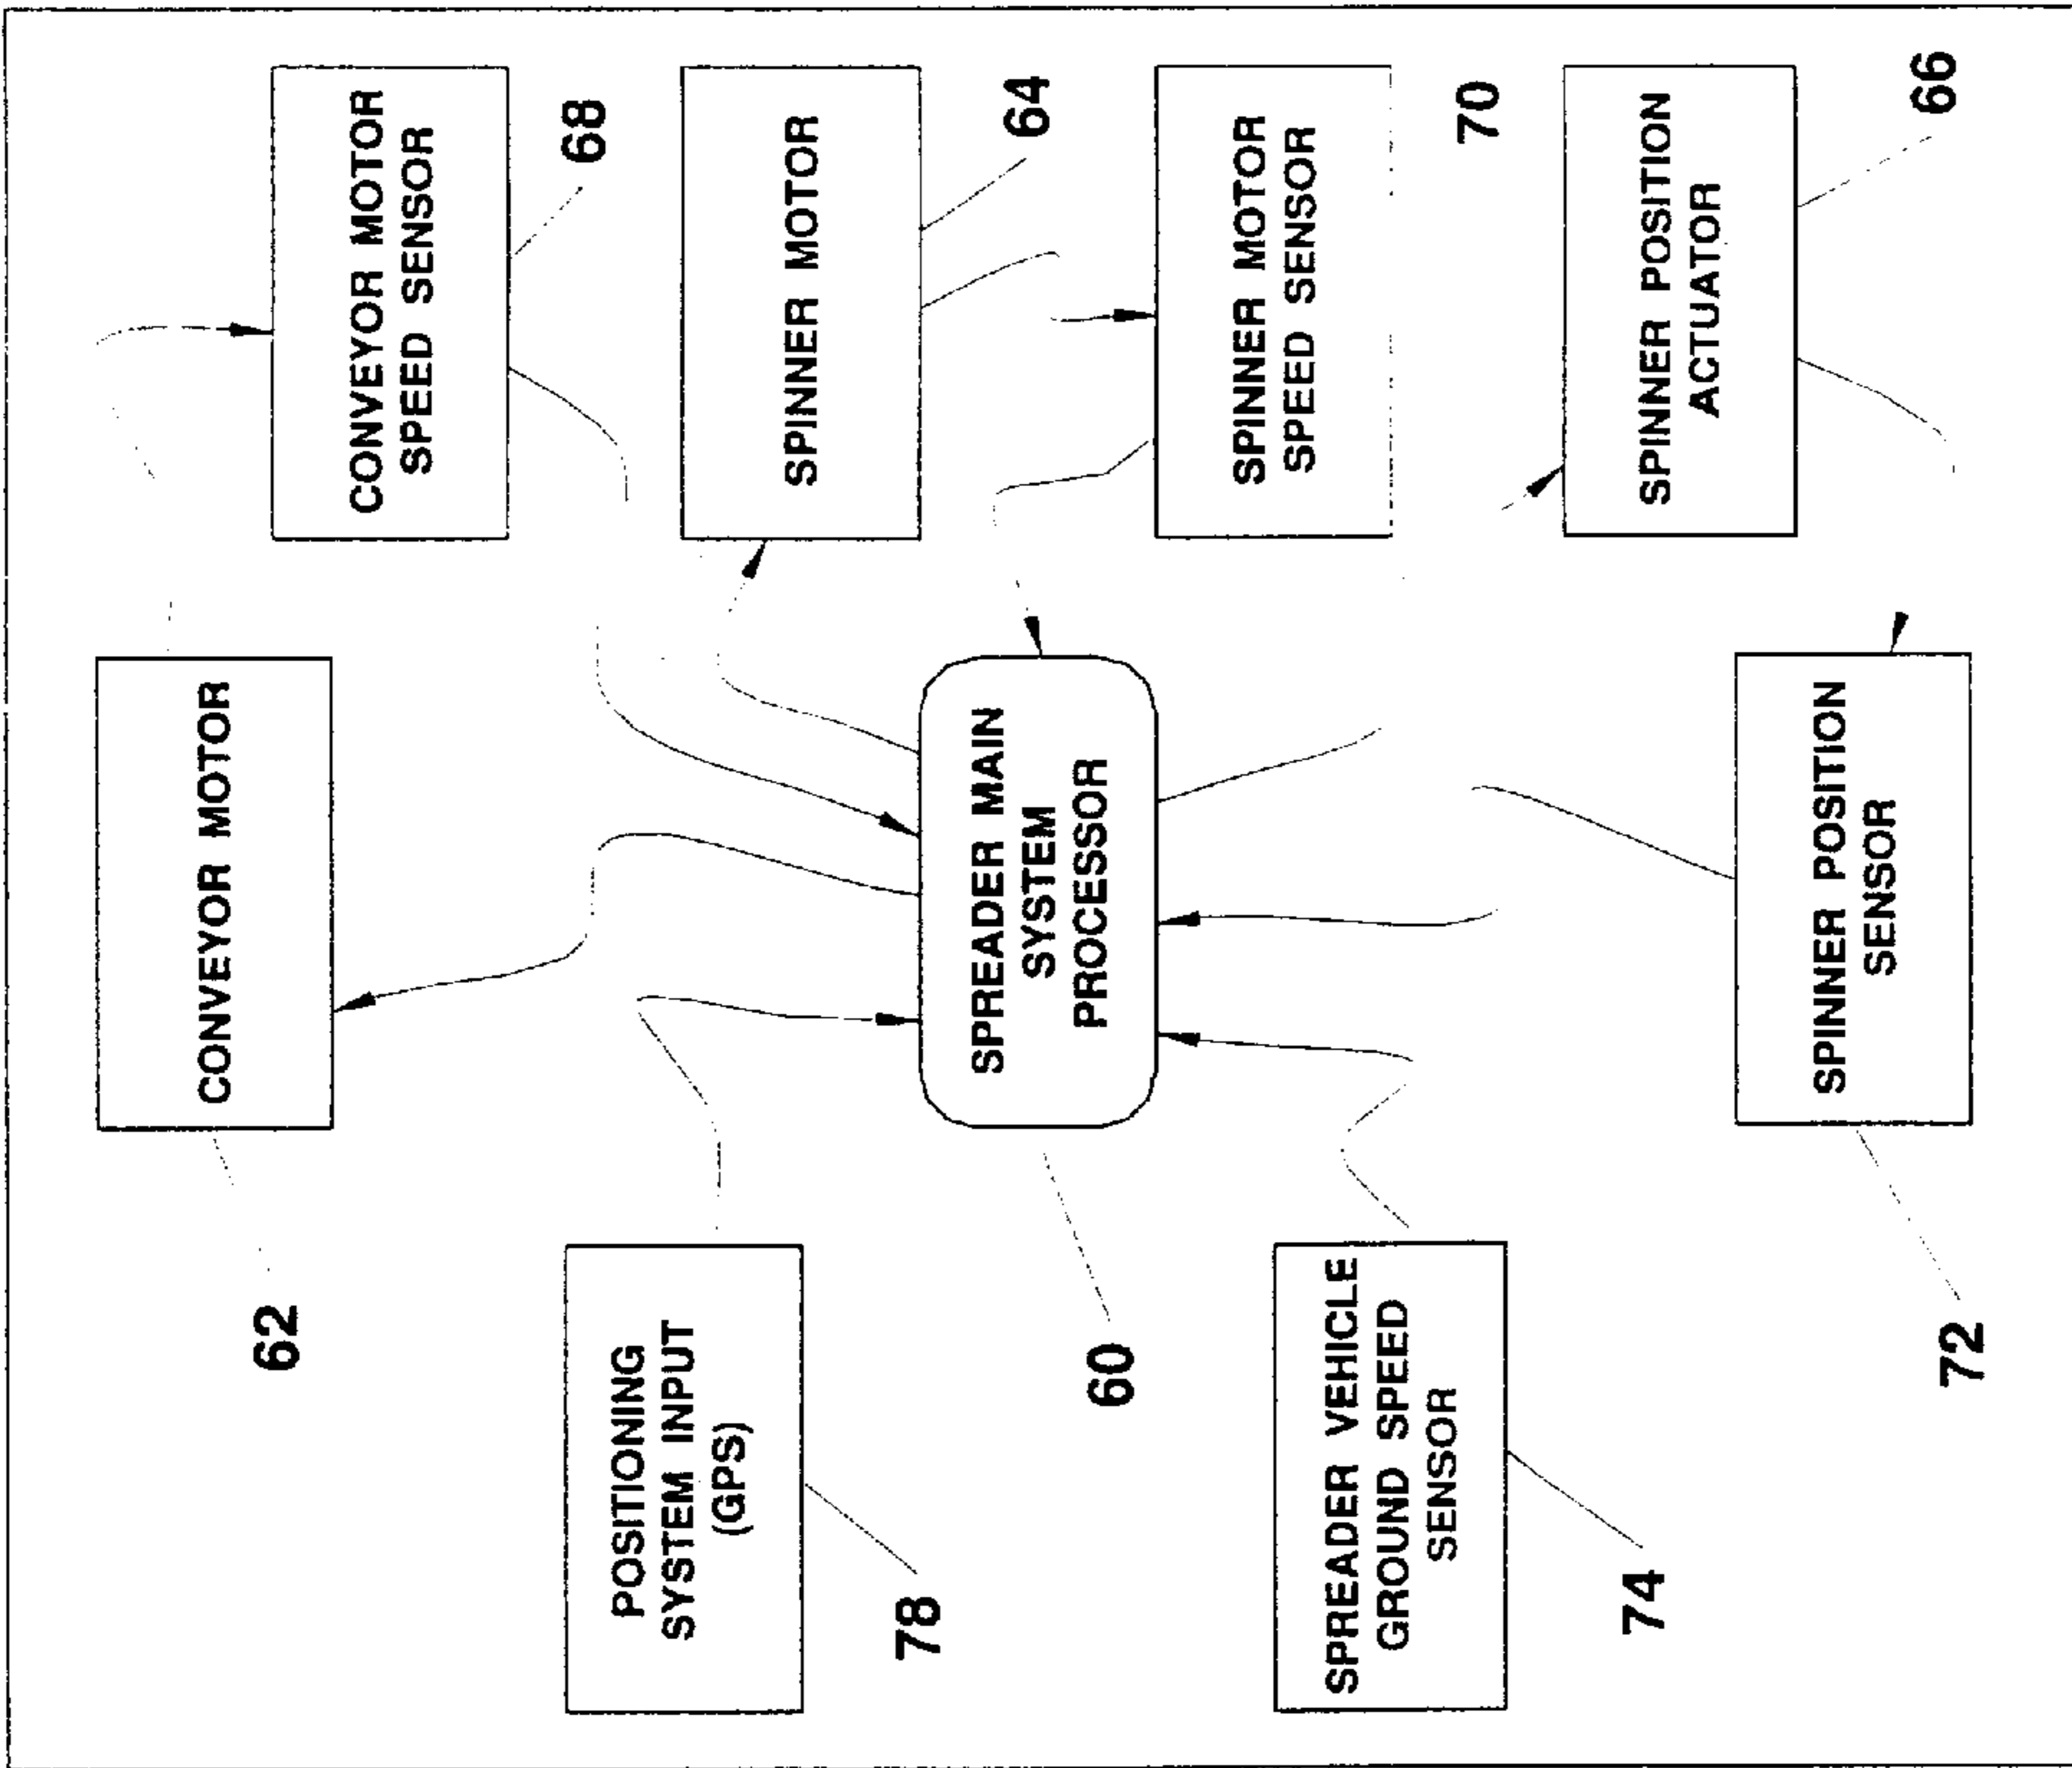 CONVEYOR MOTOR
62
CONVEYOR MOTOR
SPEED SENSOR
68
POSITIONING
SYSTEM INPUT
(GPS)
78
SPINNER MOTOR
64
SPREADER MAIN
SYSTEM
PROCESSOR
60
SPINNER MOTOR
SPEED SENSOR
70
SPREADER VEHICLE
GROUND SPEED
SENSOR
74
SPINNER POSITION
ACTUATOR
66
SPINNER POSITION
SENSOR
72